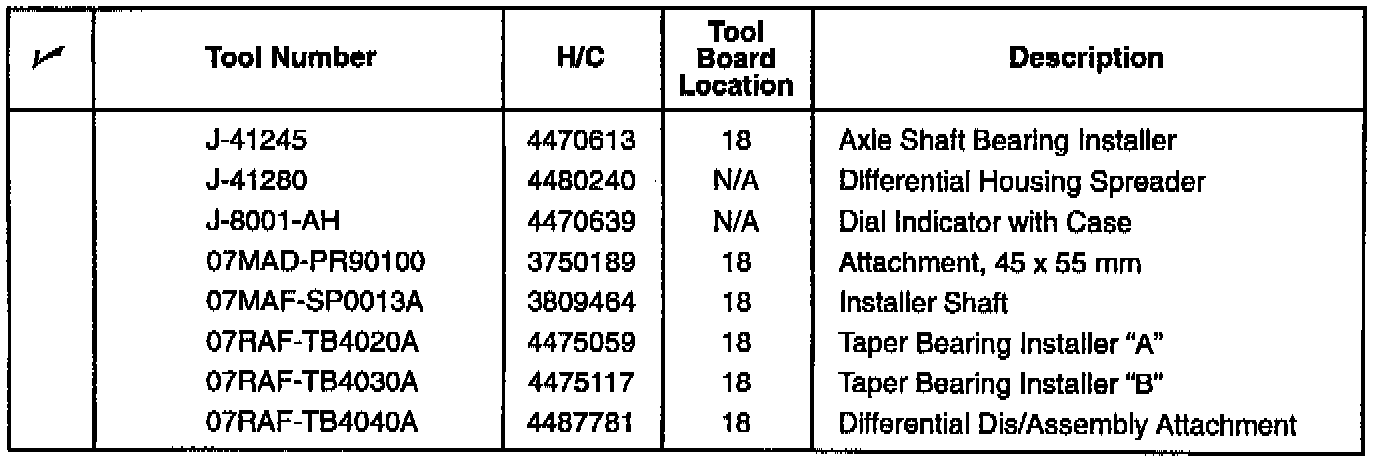 ✓ Tool Number H/C Tool Board Location Description
J-41245 4470613 18 Axle Shaft Bearing Installer
J-41280 4480240 N/A Differential Housing Spreader
J-8001-AH 4470639 N/A Dial Indicator with Case
07MAD-PR90100 3750189 18 Attachment, 45 x 55 mm
07MAF-SP0013A 3809464 18 Installer Shaft
07RAF-TB4020A 4475059 18 Taper Bearing Installer “A”
07RAF-TB4030A 4475117 18 Taper Bearing Installer “B”
07RAF-TB4040A 4487781 18 Differential Dis/Assembly Attachment